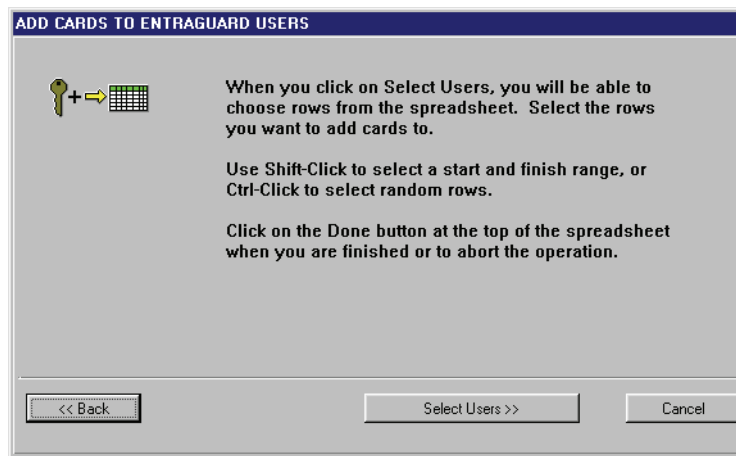 ADD CARDS TO ENTRAGUARD USERS
When you click on Select Users, you will be able to
choose rows from the spreadsheet.  Select the rows
you want to add cards to.
Use Shift-Click to select a start and finish range, or
Ctrl-Click to select random rows.
Click on the Done button at the top of the spreadsheet
when you are finished or to abort the operation.
<< Back
Select Users >>
Cancel